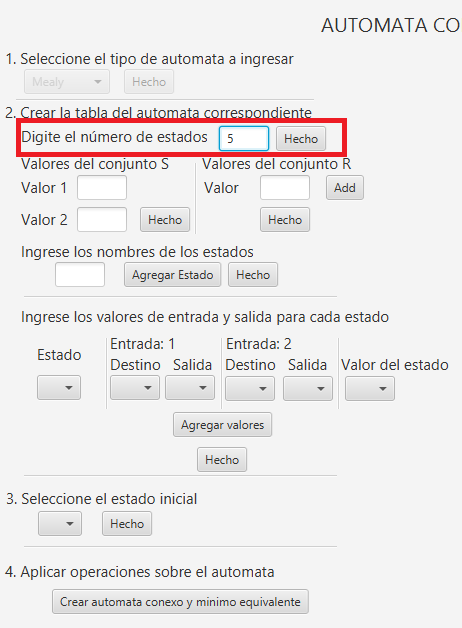 AUTOMATA CO
1. Seleccione el tipo de automata a ingresar
Mealy Hecho
2. Crear la tabla del automata correspondiente
Digite el número de estados 5 Hecho
Valores del conjunto S Valores del conjunto R
Valor 1 Valor Add
Valor 2 Hecho Hecho
Ingrese los nombres de los estados
Agregar Estado Hecho
Ingrese los valores de entrada y salida para cada estado
Entrada: 1 Entrada: 2
Estado Destino Salida Destino Salida Valor del estado
Agregar valores
Hecho
3. Seleccione el estado inicial
Hecho
4. Aplicar operaciones sobre el automata
Crear automata conexo y minimo equivalente